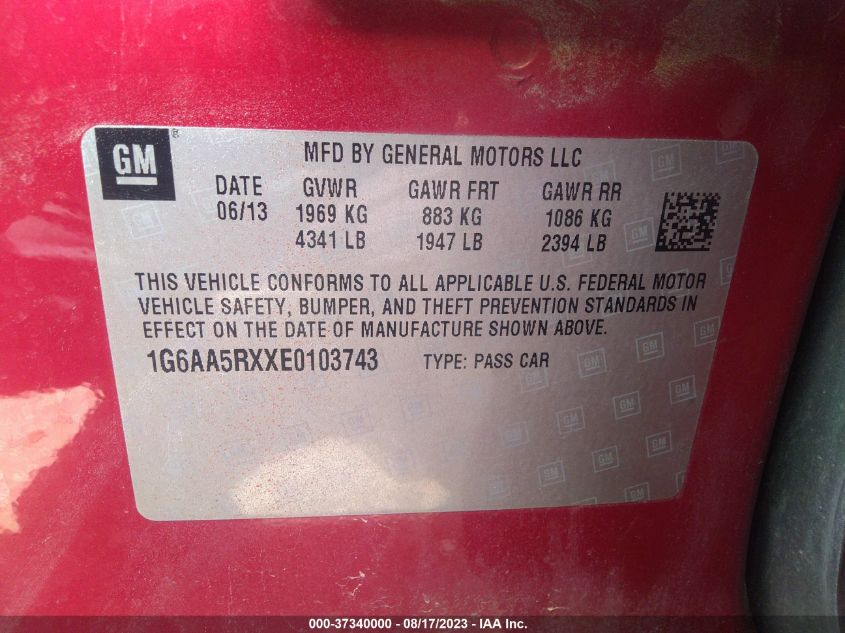 GM ®
MFD BY GENERAL MOTORS LLC
DATE GVWR GAWR FRT GAWR RR
06/13 1969 KG 883 KG 1086 KG
4341 LB 1947 LB 2394 LB
THIS VEHICLE CONFORMS TO ALL APPLICABLE U.S. FEDERAL MOTOR
VEHICLE SAFETY, BUMPER, AND THEFT PREVENTION STANDARDS IN
EFFECT ON THE DATE OF MANUFACTURE SHOWN ABOVE.
1G6AA5RXXE0103743 TYPE: PASS CAR
000-37340000 - 08/17/2023 - IAA Inc.